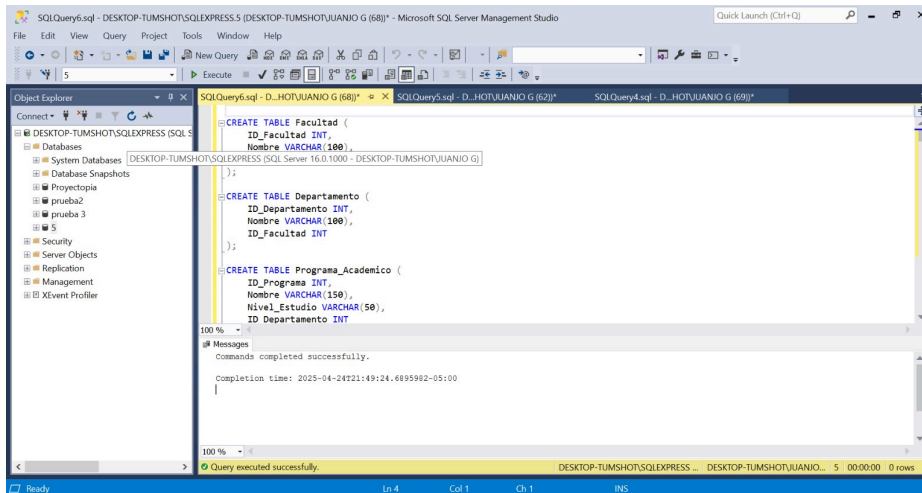 SQLQuery6.sql - DESKTOP-TUMSHOT\SQLEXPRESS.5 (DESKTOP-TUMSHOT\JUANJO G (68))* - Microsoft SQL Server Management Studio
Quick Launch (Ctrl+Q)
File Edit View Query Project Tools Window Help
New Query
5
Execute
Object Explorer
SQLQuery6.sql - D...HOT\JUANJO G (68))*
SQLQuery5.sql - D...HOT\JUANJO G (62))*
SQLQuery4.sql - D...HOT\JUANJO G (69))*
Connect
DESKTOP-TUMSHOT\SQLEXPRESS (SQL S
Databases
System Databases
DESKTOP-TUMSHOT\SQLEXPRESS (SQL Server 16.0.1000 - DESKTOP-TUMSHOT\JUANJO G)
Database Snapshots
Proyectopia
prueba2
prueba 3
5
Security
Server Objects
Replication
Management
XEvent Profiler
CREATE TABLE Facultad (
ID_Facultad INT,
Nombre VARCHAR(100),
);
CREATE TABLE Departamento (
ID_Departamento INT,
Nombre VARCHAR(100),
ID_Facultad INT
);
CREATE TABLE Programa_Academico (
ID_Programa INT,
Nombre VARCHAR(150),
Nivel_Estudio VARCHAR(50),
ID_Departamento INT
100 %
Messages
Commands completed successfully.
Completion time: 2025-04-24T21:49:24.6895982-05:00
100 %
Query executed successfully.
DESKTOP-TUMSHOT\SQLEXPRESS ...
DESKTOP-TUMSHOT\JUANJO...
5
00:00:00
0 rows
Ready
Ln 4
Col 1
Ch 1
INS